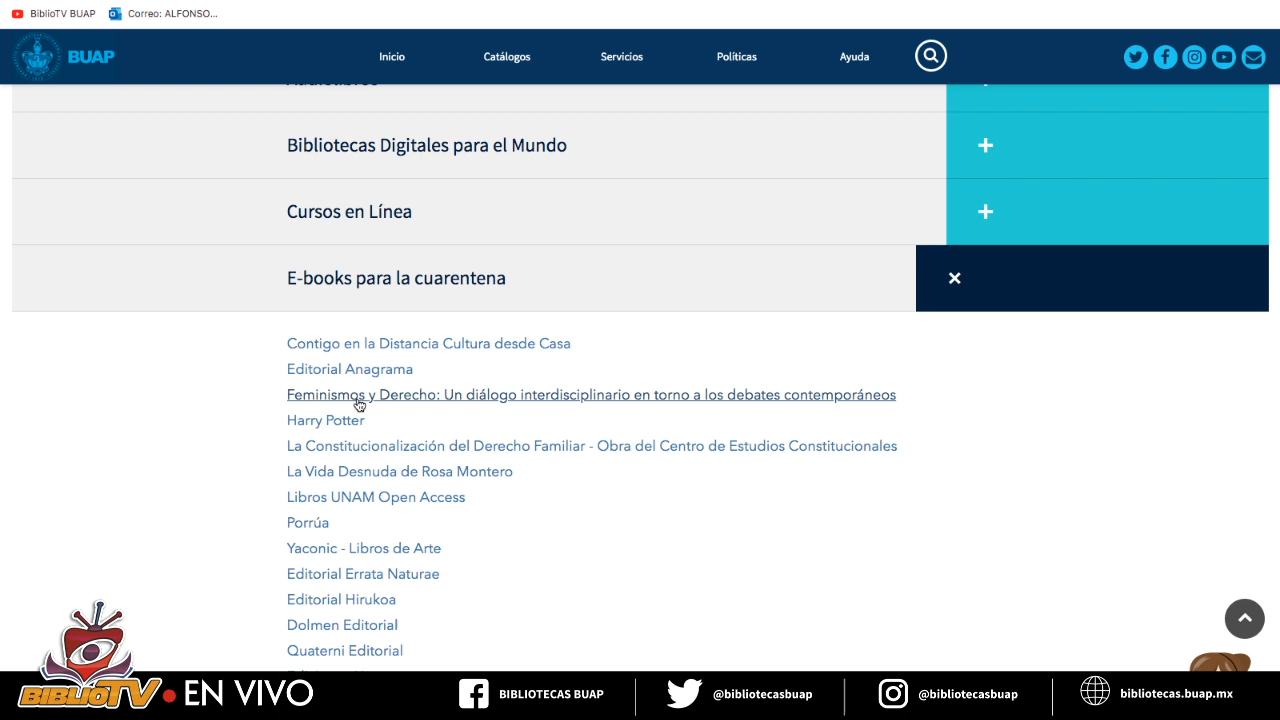 BiblioTV BUAP
Correo: ALFONSO...
BUAP
Inicio
Catálogos
Servicios
Políticas
Ayuda
Bibliotecas Digitales para el Mundo
Cursos en Línea
E-books para la cuarentena
Contigo en la Distancia Cultura desde Casa
Editorial Anagrama
Feminismos y Derecho: Un diálogo interdisciplinario en torno a los debates contemporáneos
Harry Potter
La Constitucionalización del Derecho Familiar - Obra del Centro de Estudios Constitucionales
La Vida Desnuda de Rosa Montero
Libros UNAM Open Access
Porrúa
Yaconic - Libros de Arte
Editorial Errata Naturae
Editorial Hirukoa
Dolmen Editorial
Quaterni Editorial
BIBLIOTV
EN VIVO
BIBLIOTECAS BUAP
@bibliotecasbuap
@bibliotecasbuap
bibliotecas.buap.mx